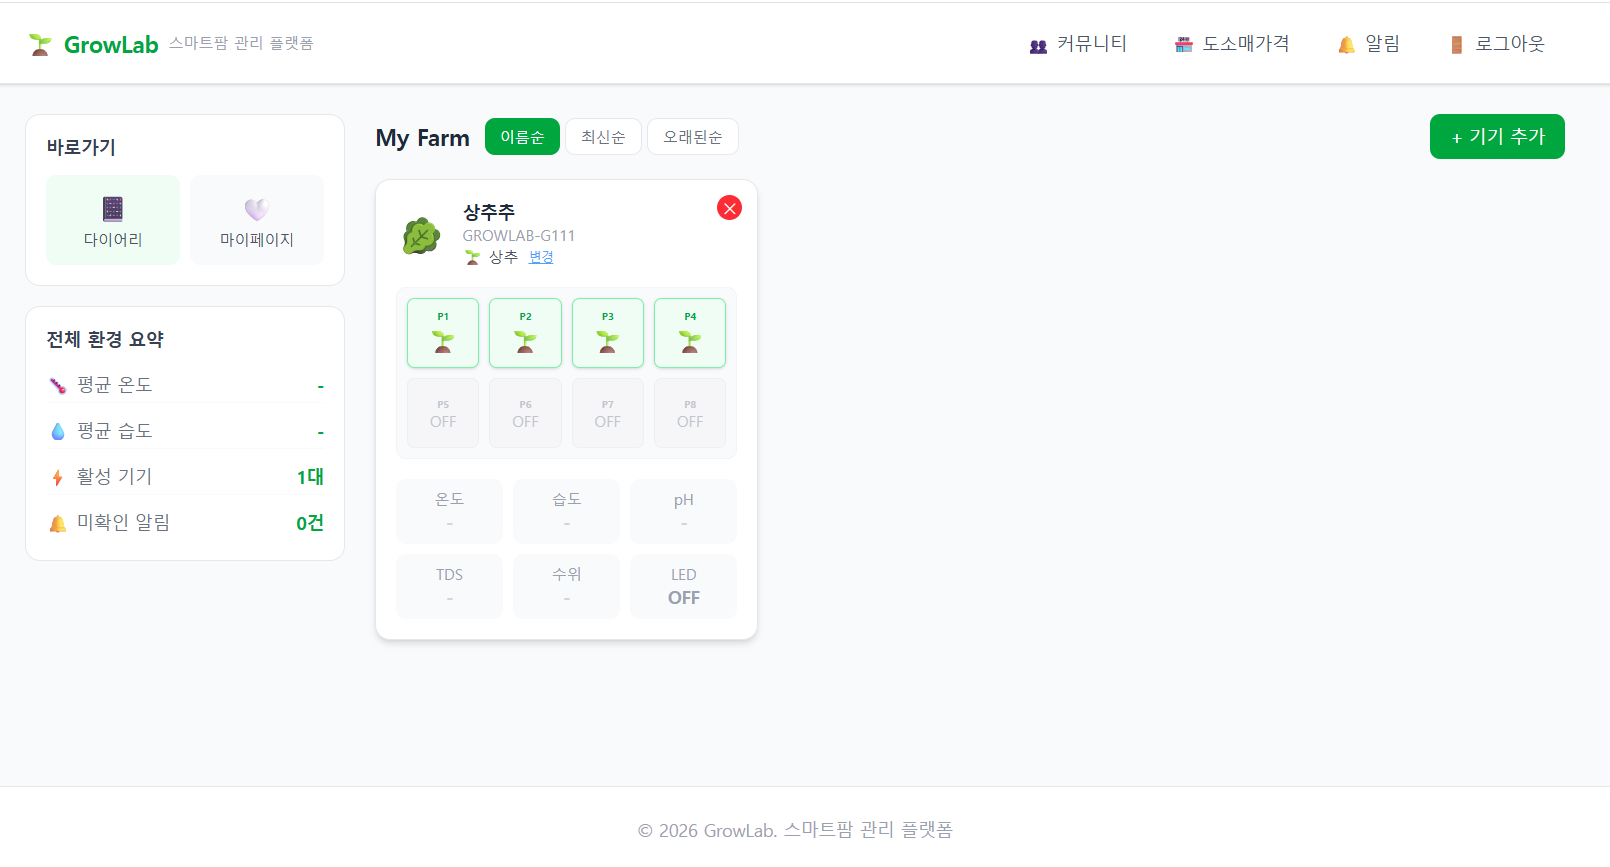 GrowLab 스마트팜 관리 플랫폼
커뮤니티
도소매가격
알림
로그아웃
바로가기
다이어리
마이페이지
전체 환경 요약
평균 온도 -
평균 습도 -
활성 기기 1대
미확인 알림 0건
My Farm
이름순
최신순
오래된순
+ 기기 추가
상추추
GROWLAB-G111
상추 변경
P1
P2
P3
P4
P5
OFF
P6
OFF
P7
OFF
P8
OFF
온도
-
습도
-
pH
-
TDS
-
수위
-
LED
OFF
© 2026 GrowLab. 스마트팜 관리 플랫폼